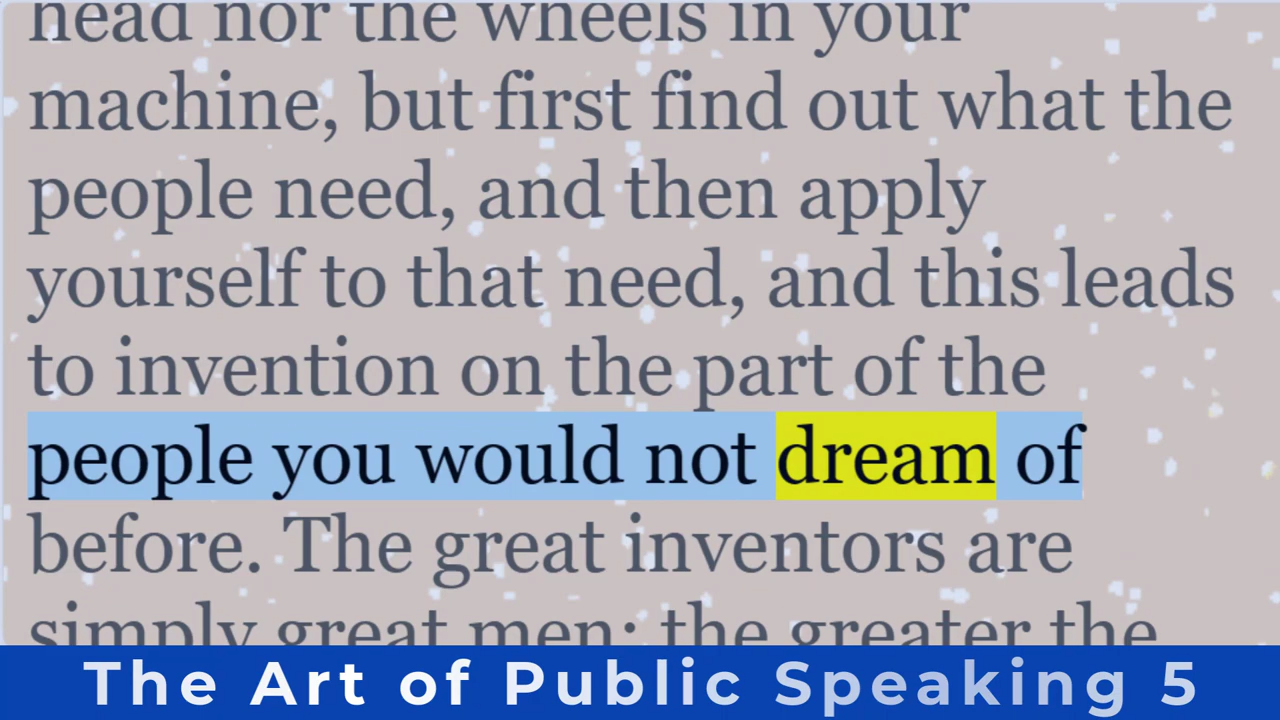 head nor the wheels in your
machine, but first find out what the
people need, and then apply
yourself to that need, and this leads
to invention on the part of the
people you would not dream of
before. The great inventors are
simply great men; the greater the
The Art of Public Speaking 5